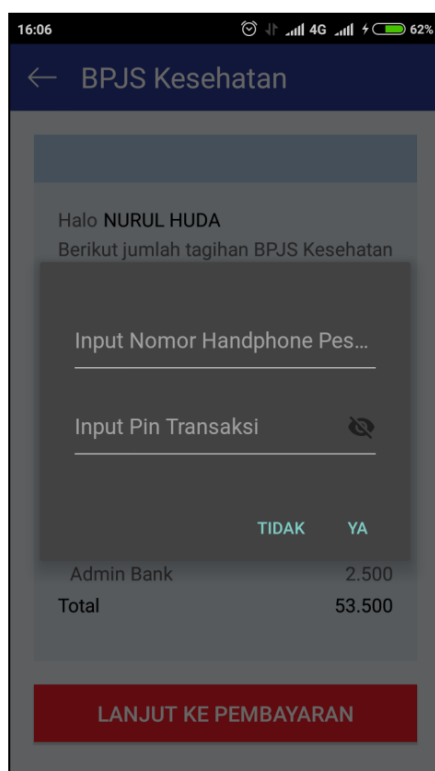 16:06 4G 62%
BPJS Kesehatan
Halo NURUL HUDA
Berikut jumlah tagihan BPJS Kesehatan
Input Nomor Handphone Pes...
Input Pin Transaksi
TIDAK YA
Admin Bank 2.500
Total 53.500
LANJUT KE PEMBAYARAN